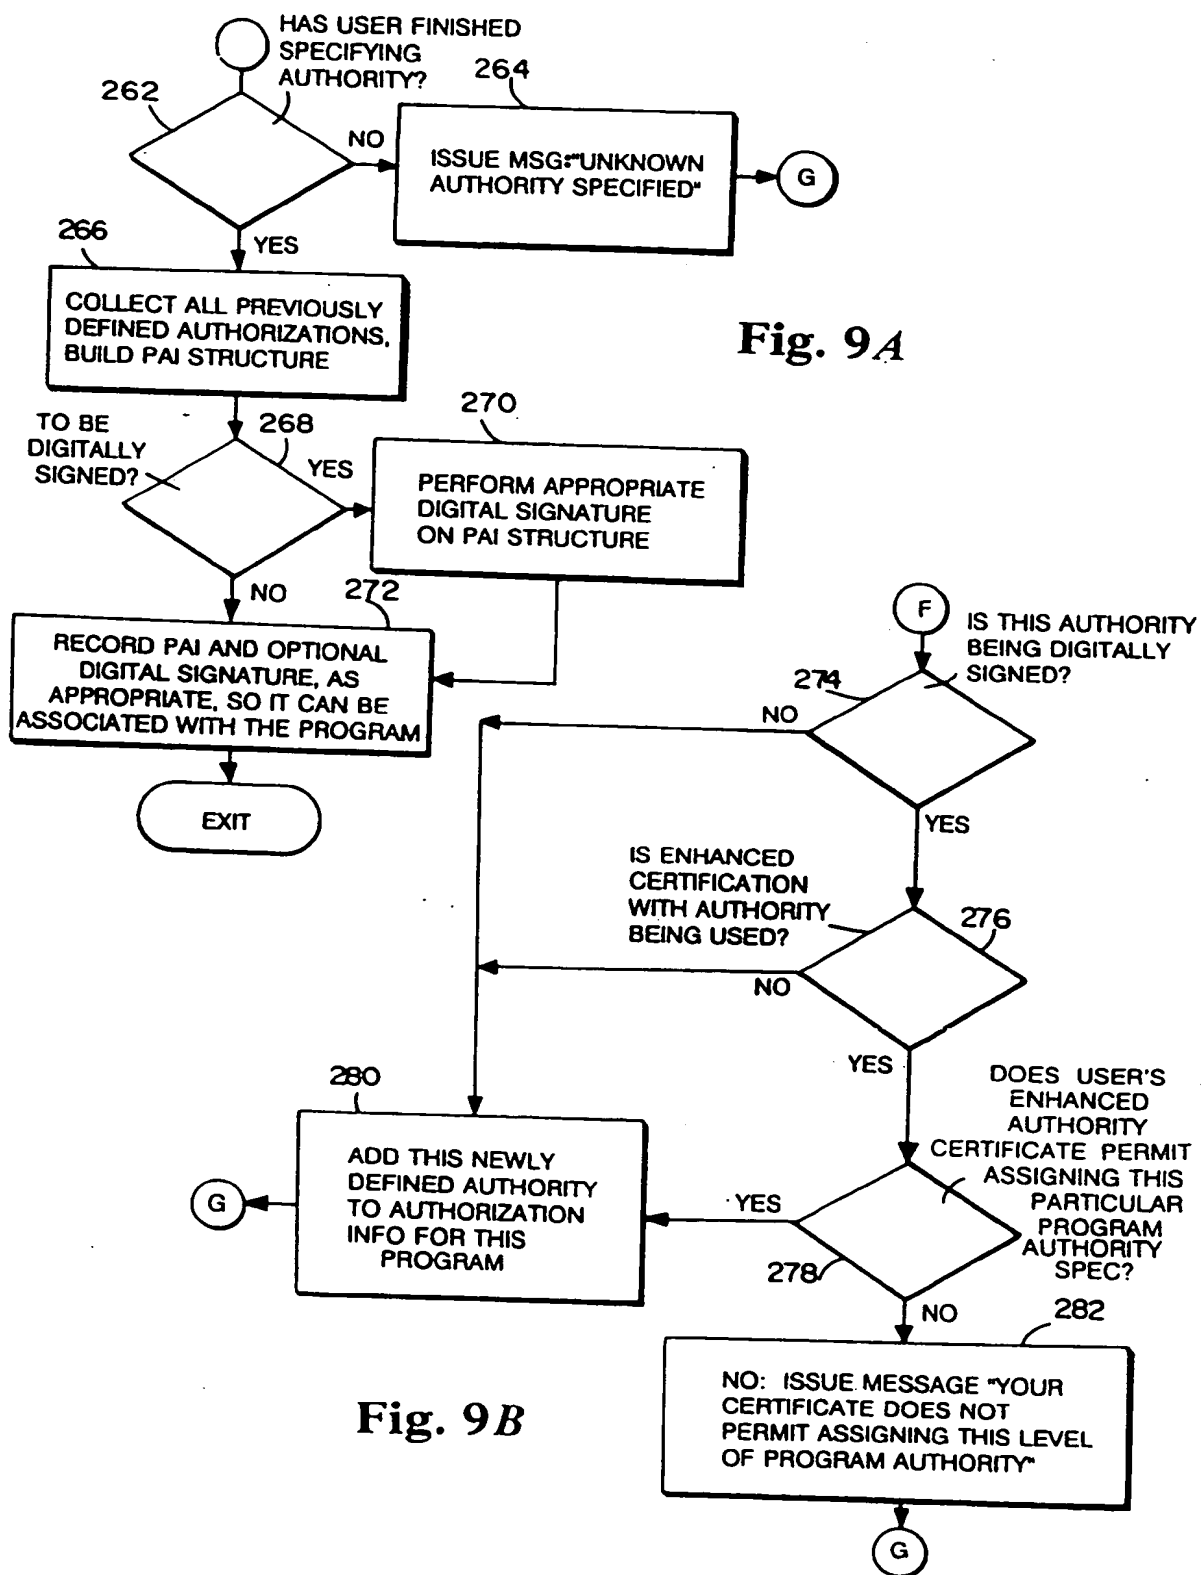 HAS USER FINISHED
SPECIFYING
AUTHORITY?
262
264
NO
ISSUE MSG:"UNKNOWN
AUTHORITY SPECIFIED"
G
YES
266
COLLECT ALL PREVIOUSLY
DEFINED AUTHORIZATIONS,
BUILD PAI STRUCTURE
Fig. 9A
TO BE
DIGITALLY
SIGNED?
268
YES
270
PERFORM APPROPRIATE
DIGITAL SIGNATURE
ON PAI STRUCTURE
NO
272
RECORD PAI AND OPTIONAL
DIGITAL SIGNATURE, AS
APPROPRIATE, SO IT CAN BE
ASSOCIATED WITH THE PROGRAM
EXIT
F
IS THIS AUTHORITY
BEING DIGITALLY
SIGNED?
274
NO
YES
IS ENHANCED
CERTIFICATION
WITH AUTHORITY
BEING USED?
276
NO
YES
DOES USER'S
ENHANCED
AUTHORITY
CERTIFICATE PERMIT
ASSIGNING THIS
PARTICULAR
PROGRAM
AUTHORITY
SPEC?
280
ADD THIS NEWLY
DEFINED AUTHORITY
TO AUTHORIZATION
INFO FOR THIS
PROGRAM
G
YES
278
NO
282
NO: ISSUE MESSAGE "YOUR
CERTIFICATE DOES NOT
PERMIT ASSIGNING THIS LEVEL
OF PROGRAM AUTHORITY"
G
Fig. 9B